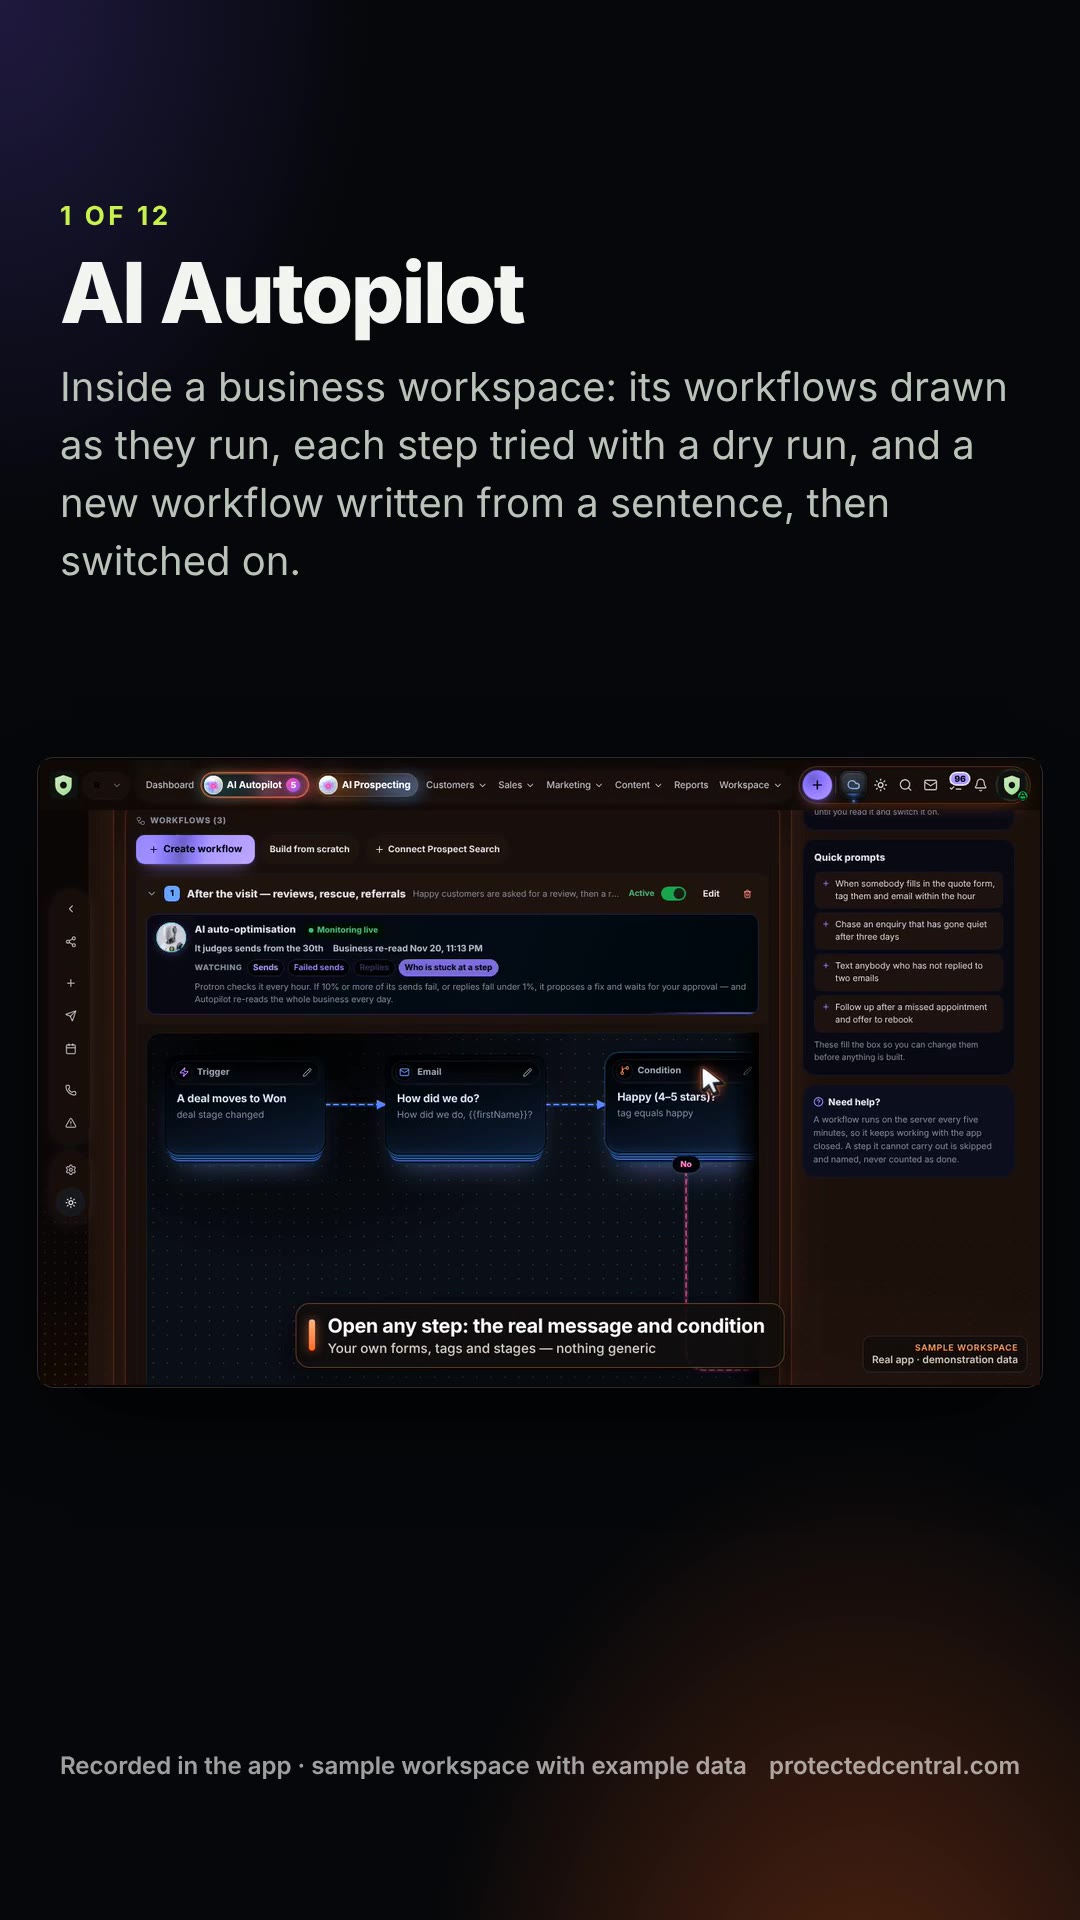 1 OF 12
AI Autopilot
Inside a business workspace: its workflows drawn
as they run, each step tried with a dry run, and a
new workflow written from a sentence, then
switched on.
Dashboard AI Autopilot 5 AI Prospecting Customers Sales Marketing Content Reports Workspace 96
WORKFLOWS (3)
Create workflow Build from scratch Connect Prospect Search
1 After the visit — reviews, rescue, referrals Happy customers are asked for a review, then a r... Active Edit
AI auto-optimisation Monitoring live
It judges sends from the 30th Business re-read Nov 20, 11:13 PM
WATCHING Sends Failed sends Replies Who is stuck at a step
Protron checks it every hour. If 10% or more of its sends fail, or replies fall under 1%, it proposes a fix and waits for your approval — and
Autopilot re-reads the whole business every day.
Trigger
A deal moves to Won
deal stage changed
Email
How did we do?
How did we do, {{firstName}}?
Condition
Happy (4–5 stars)?
tag equals happy
No
until you read it and switch it on.
Quick prompts
When somebody fills in the quote form,
tag them and email within the hour
Chase an enquiry that has gone quiet
after three days
Text anybody who has not replied to
two emails
Follow up after a missed appointment
and offer to rebook
These fill the box so you can change them
before anything is built.
Need help?
A workflow runs on the server every five
minutes, so it keeps working with the app
closed. A step it cannot carry out is skipped
and named, never counted as done.
Open any step: the real message and condition
Your own forms, tags and stages — nothing generic
SAMPLE WORKSPACE
Real app · demonstration data
Recorded in the app · sample workspace with example data protectedcentral.com